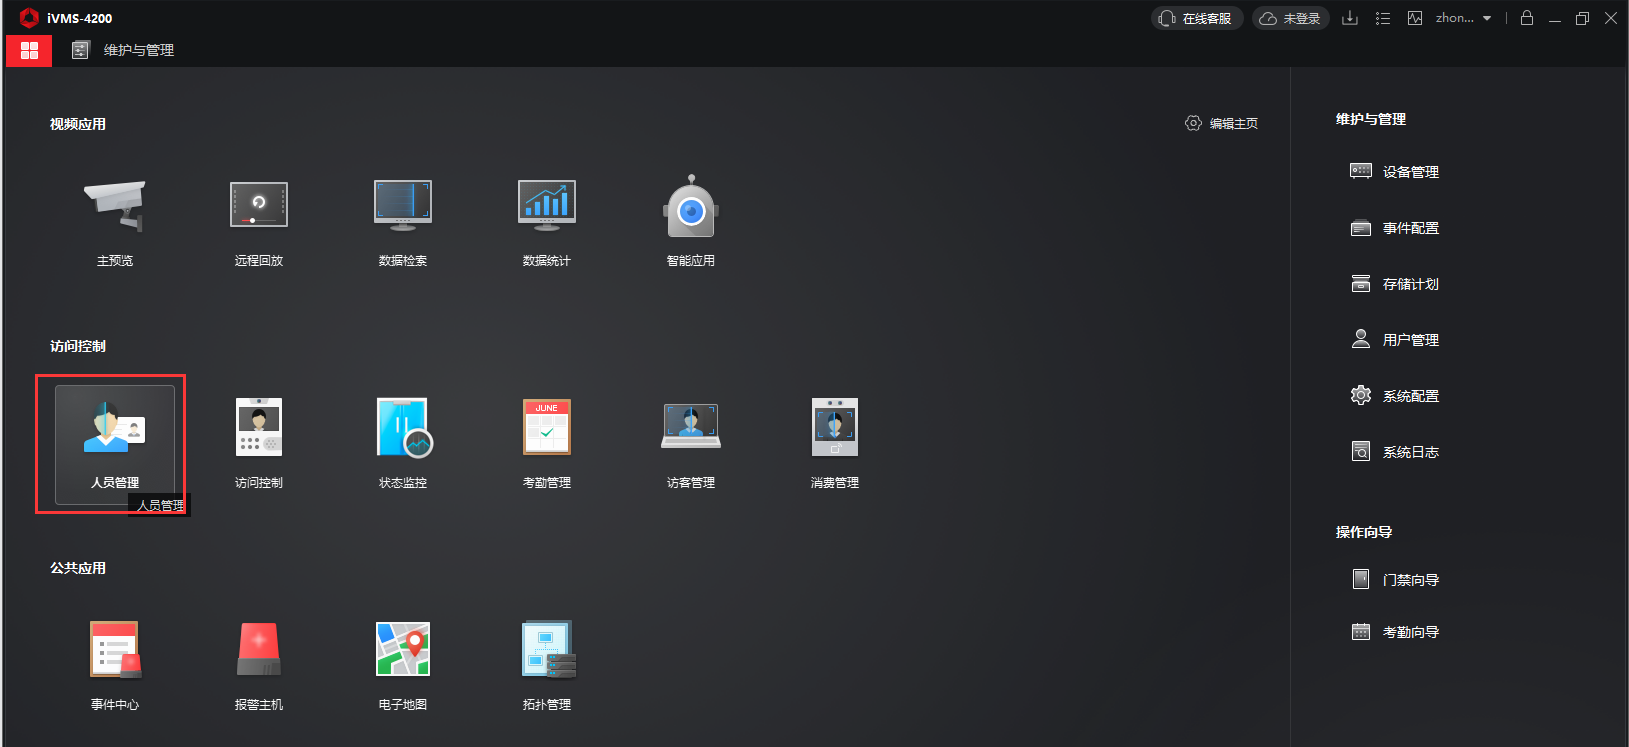 iVMS-4200
在线客服
未登录
zhon...
维护与管理
视频应用
编辑主页
主预览
远程回放
数据检索
数据统计
智能应用
访问控制
JUNE
人员管理
访问控制
状态监控
考勤管理
访客管理
消费管理
人员管理
公共应用
事件中心
报警主机
电子地图
拓扑管理
维护与管理
设备管理
事件配置
存储计划
用户管理
系统配置
系统日志
操作向导
门禁向导
考勤向导